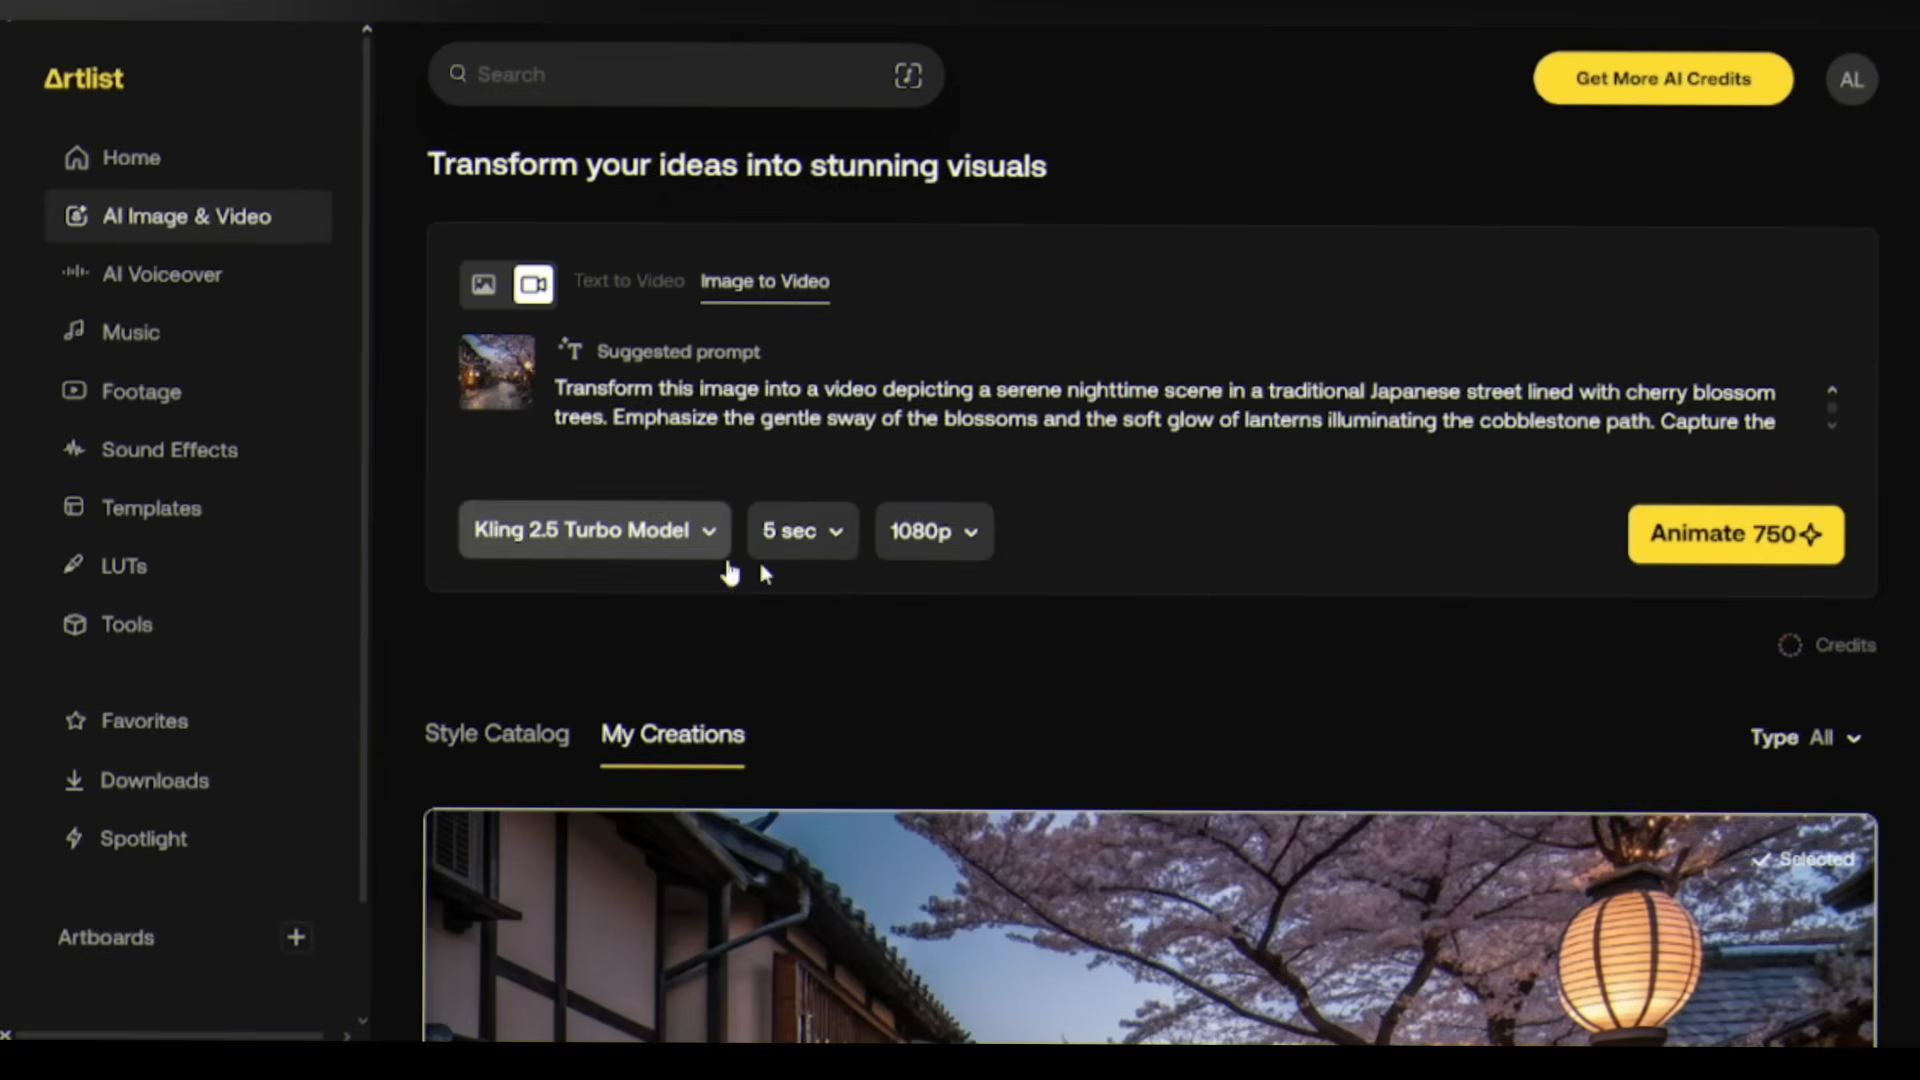 Artlist
Search
Get More AI Credits
AL
Home
AI Image & Video
AI Voiceover
Music
Footage
Sound Effects
Templates
LUTs
Tools
Favorites
Downloads
Spotlight
Artboards
Transform your ideas into stunning visuals
Text to Video Image to Video
Suggested prompt
Transform this image into a video depicting a serene nighttime scene in a traditional Japanese street lined with cherry blossom
trees. Emphasize the gentle sway of the blossoms and the soft glow of lanterns illuminating the cobblestone path. Capture the
Kling 2.5 Turbo Model 5 sec 1080p
Animate 750
Credits
Style Catalog My Creations
Type All
Selected